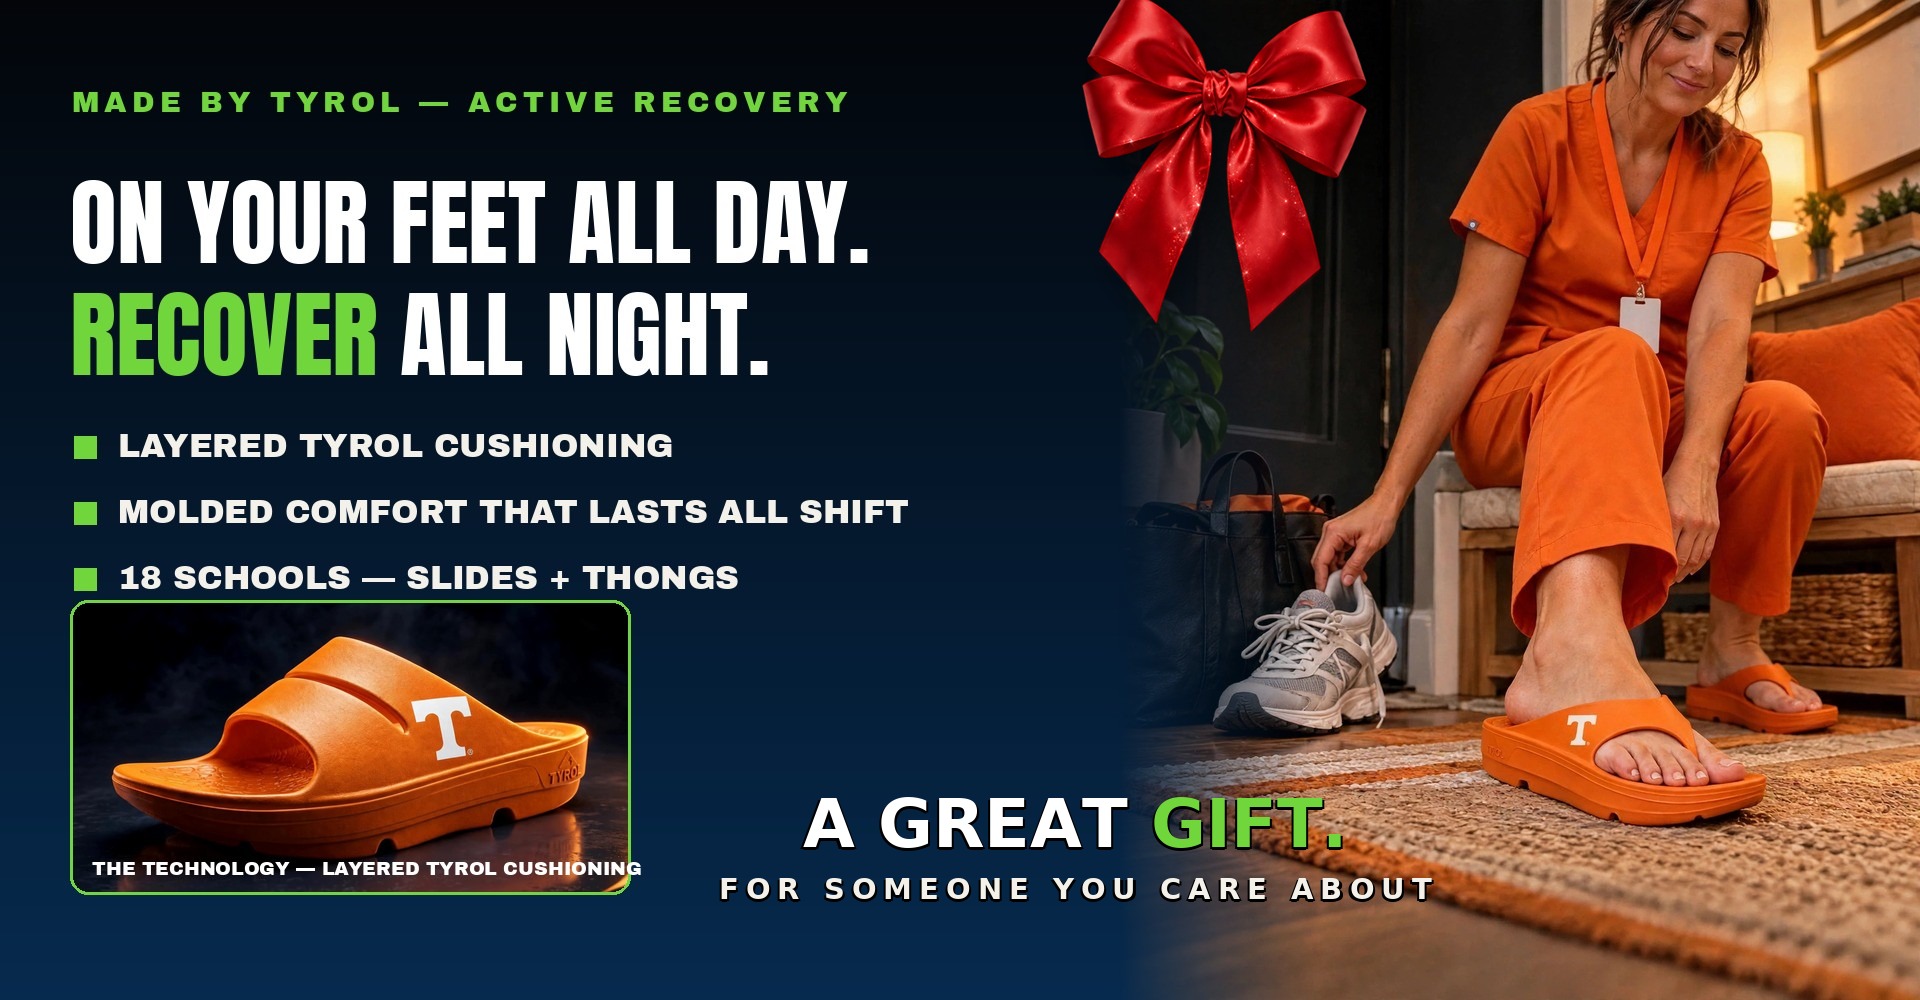 MADE BY TYROL — ACTIVE RECOVERY
ON YOUR FEET ALL DAY.
RECOVER ALL NIGHT.
LAYERED TYROL CUSHIONING
MOLDED COMFORT THAT LASTS ALL SHIFT
18 SCHOOLS — SLIDES + THONGS
T
®
TYROL
THE TECHNOLOGY — LAYERED TYROL CUSHIONING
T
A GREAT GIFT.
FOR SOMEONE YOU CARE ABOUT